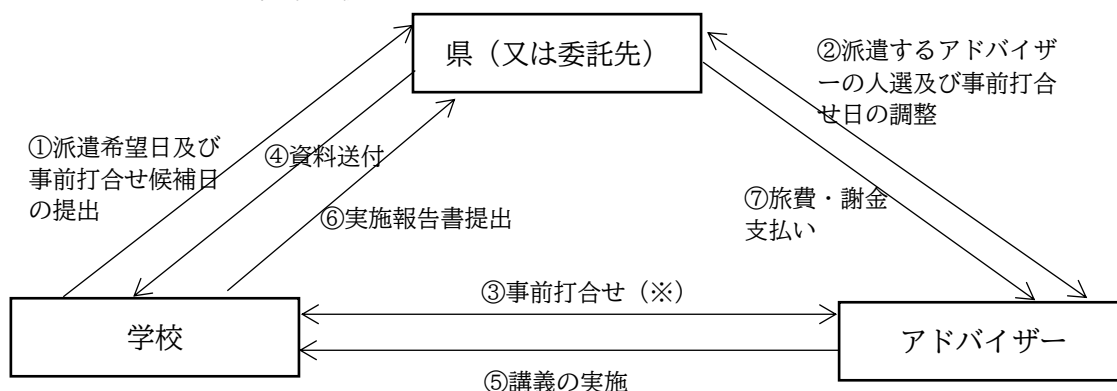 県（又は委託先）
②派遣するアドバイザ
ーの人選及び事前打合
せ日の調整
①派遣希望日及び
事前打合せ候補日
の提出
④資料送付
⑥実施報告書提出
⑦旅費・謝金
支払い
③事前打合せ（※）
学校
アドバイザー
⑤講義の実施